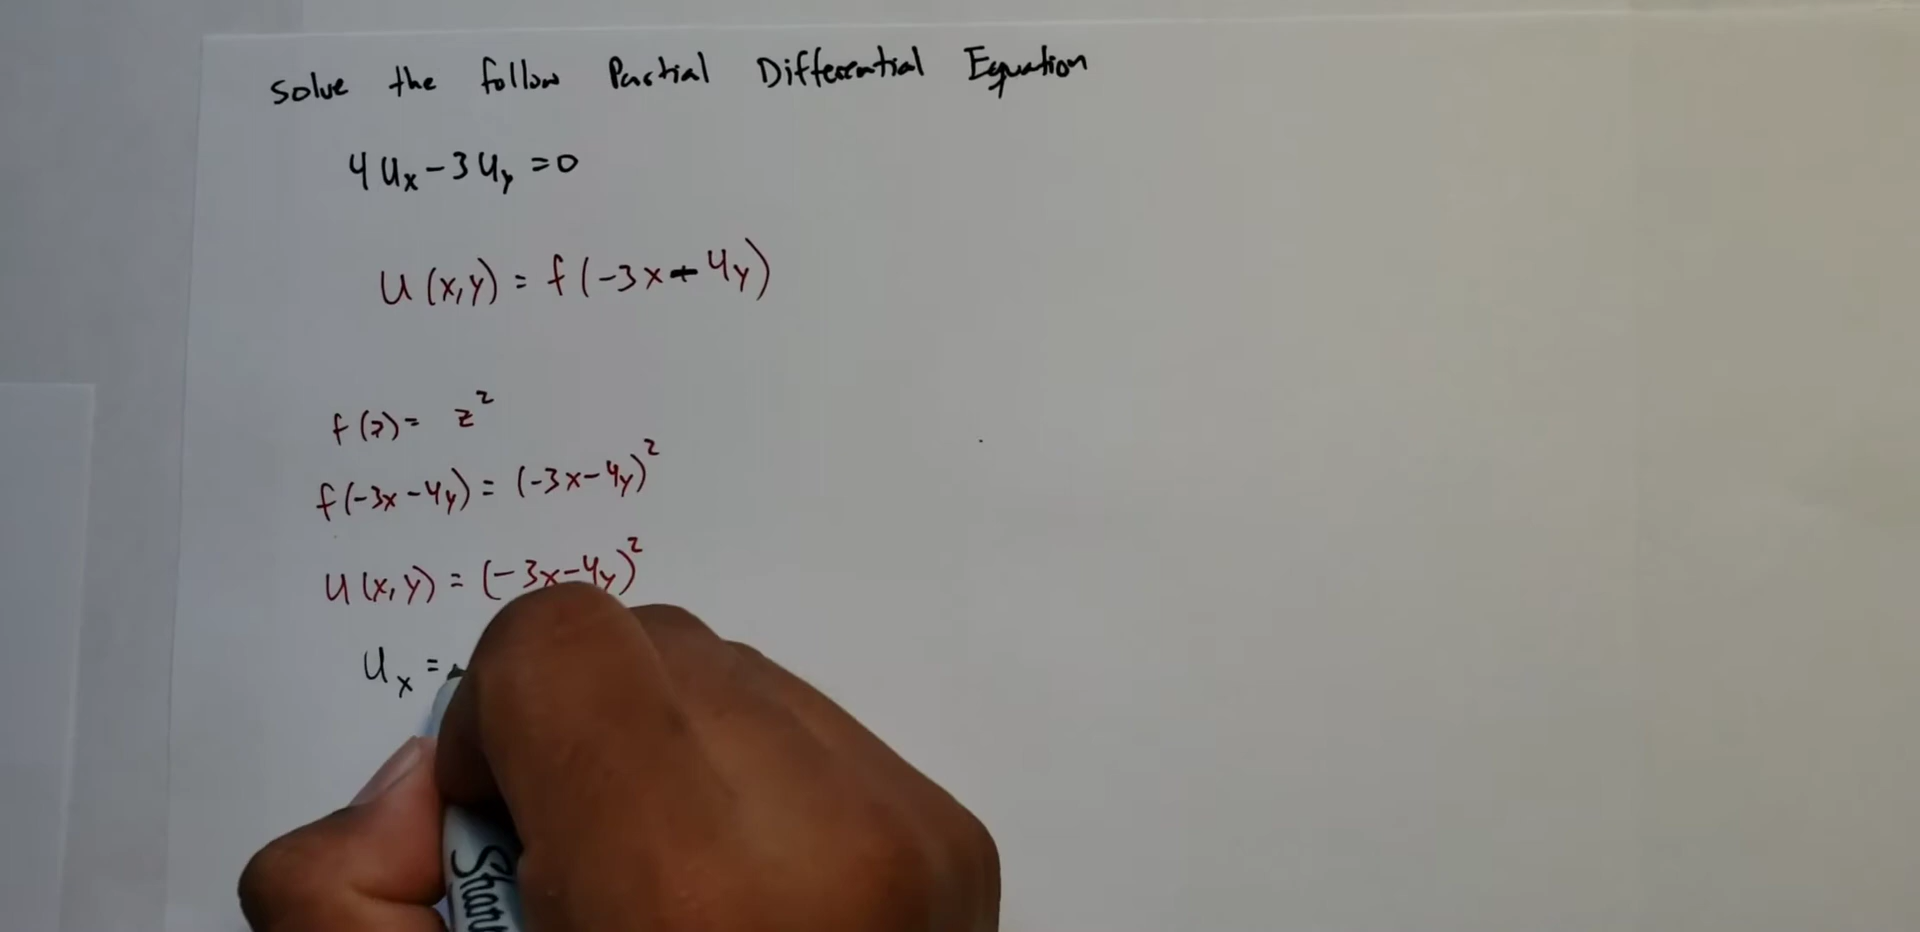 Solve the follow Partial Differential Equation
4Ux-3Uy=0
U(x,y) = f(-3x-4y)
f(z)= z²
f(-3x-4y) = (-3x-4y)²
U(x,y) = (-3x-4y)²
Ux =